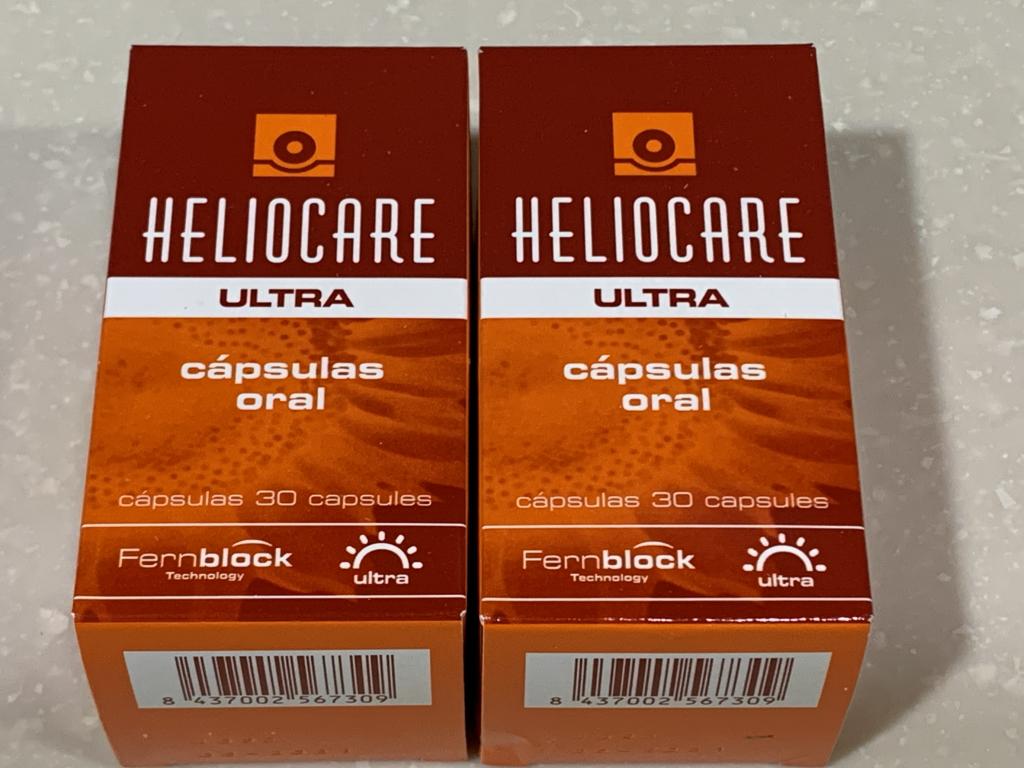 HELIOCARE
ULTRA
cápsulas
oral
cápsulas 30 capsules
Fernblock
Technology
ultra
8 437002 567309
HELIOCARE
ULTRA
cápsulas
oral
cápsulas 30 capsules
Fernblock
Technology
ultra
8 437002 567309